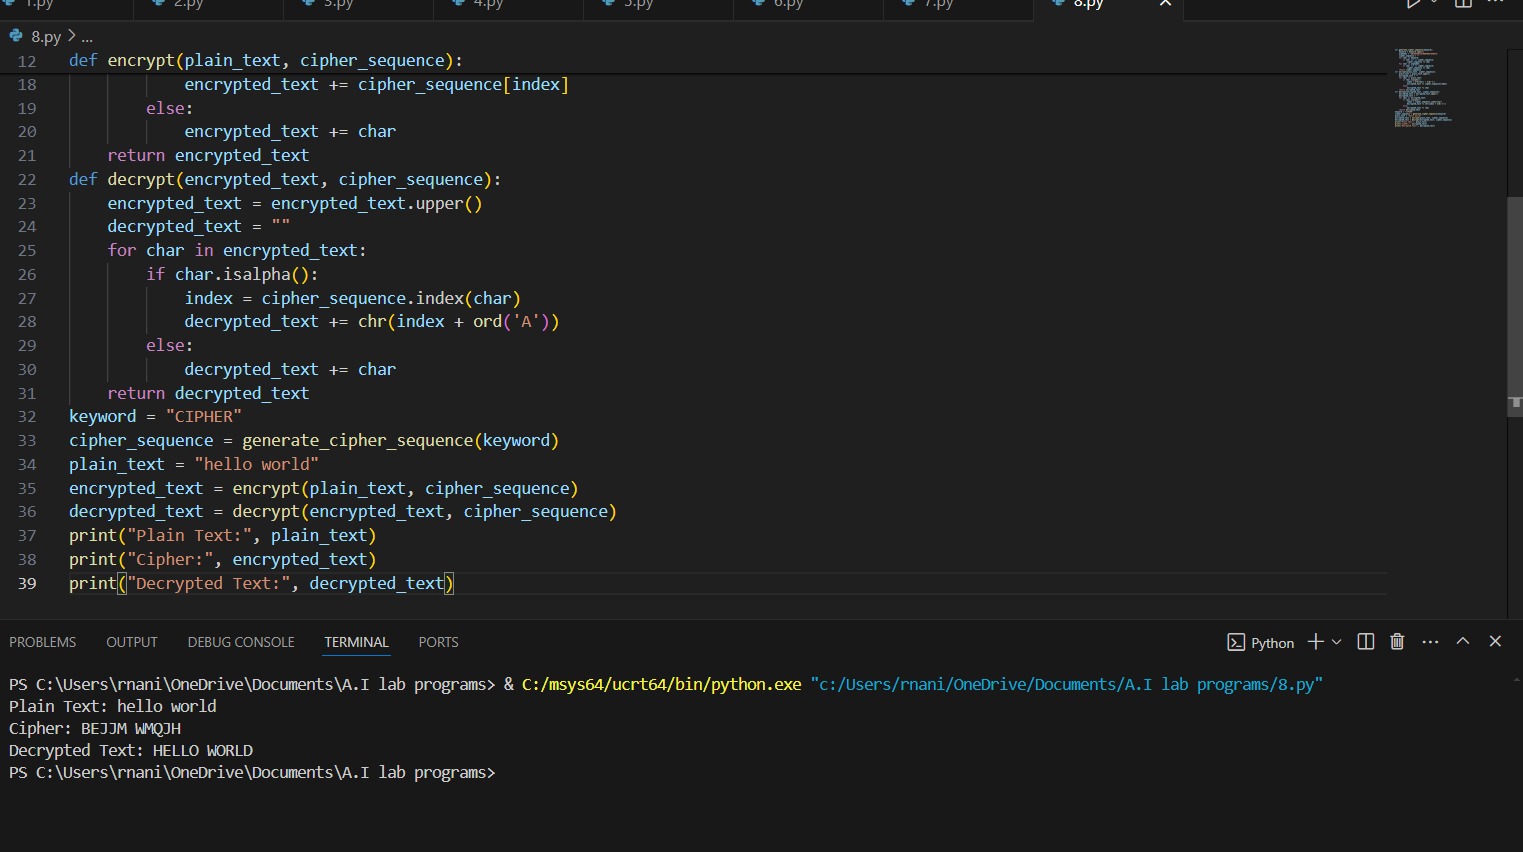 1.py 2.py 3.py 4.py 5.py 6.py 7.py 8.py
8.py > ...
12 def encrypt(plain_text, cipher_sequence):
18 encrypted_text += cipher_sequence[index]
19 else:
20 encrypted_text += char
21 return encrypted_text
22 def decrypt(encrypted_text, cipher_sequence):
23 encrypted_text = encrypted_text.upper()
24 decrypted_text = ""
25 for char in encrypted_text:
26 if char.isalpha():
27 index = cipher_sequence.index(char)
28 decrypted_text += chr(index + ord('A'))
29 else:
30 decrypted_text += char
31 return decrypted_text
32 keyword = "CIPHER"
33 cipher_sequence = generate_cipher_sequence(keyword)
34 plain_text = "hello world"
35 encrypted_text = encrypt(plain_text, cipher_sequence)
36 decrypted_text = decrypt(encrypted_text, cipher_sequence)
37 print("Plain Text:", plain_text)
38 print("Cipher:", encrypted_text)
39 print("Decrypted Text:", decrypted_text)
PROBLEMS OUTPUT DEBUG CONSOLE TERMINAL PORTS Python
PS C:\Users\rnani\OneDrive\Documents\A.I lab programs> & C:/msys64/ucrt64/bin/python.exe "c:/Users/rnani/OneDrive/Documents/A.I lab programs/8.py"
Plain Text: hello world
Cipher: BEJJM WMQJH
Decrypted Text: HELLO WORLD
PS C:\Users\rnani\OneDrive\Documents\A.I lab programs>